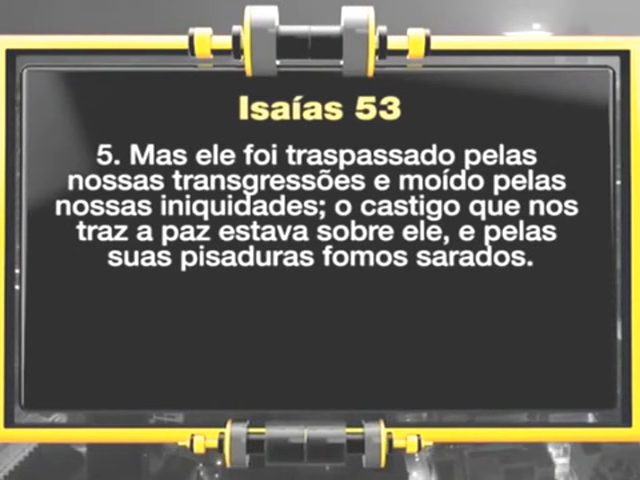 Isaías 53
5. Mas ele foi traspassado pelas
nossas transgressões e moído pelas
nossas iniquidades; o castigo que nos
traz a paz estava sobre ele, e pelas
suas pisaduras fomos sarados.